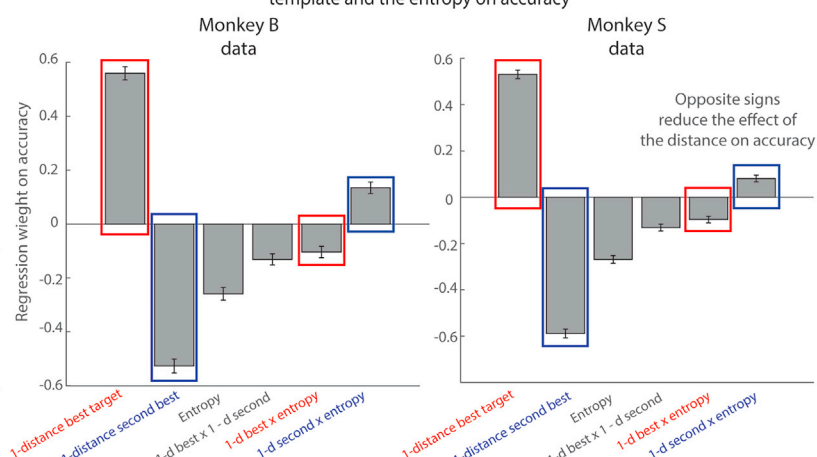 template and the entropy on accuracy
Monkey B
data
Monkey S
data
Regression wieght on accuracy
0.6
0.4
0.2
0
-0.2
-0.4
-0.6
1-distance best target
1-distance second best
Entropy
1-d best x 1 - d second
1-d best x entropy
1-d second x entropy
0.6
0.4
0.2
0
-0.2
-0.4
-0.6
Opposite signs
reduce the effect of
the distance on accuracy
1-distance best target
1-distance second best
Entropy
1-d best x 1 - d second
1-d best x entropy
1-d second x entropy